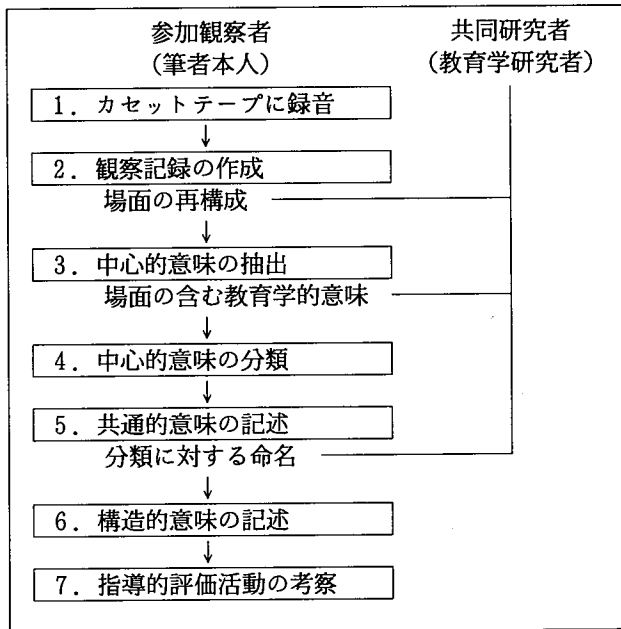 参加観察者
(筆者本人)
共同研究者
(教育学研究者)
1. カセットテープに録音
↓
2. 観察記録の作成
場面の再構成
↓
3. 中心的意味の抽出
場面の含む教育学的意味
↓
4. 中心的意味の分類
↓
5. 共通的意味の記述
分類に対する命名
↓
6. 構造的意味の記述
↓
7. 指導的評価活動の考察